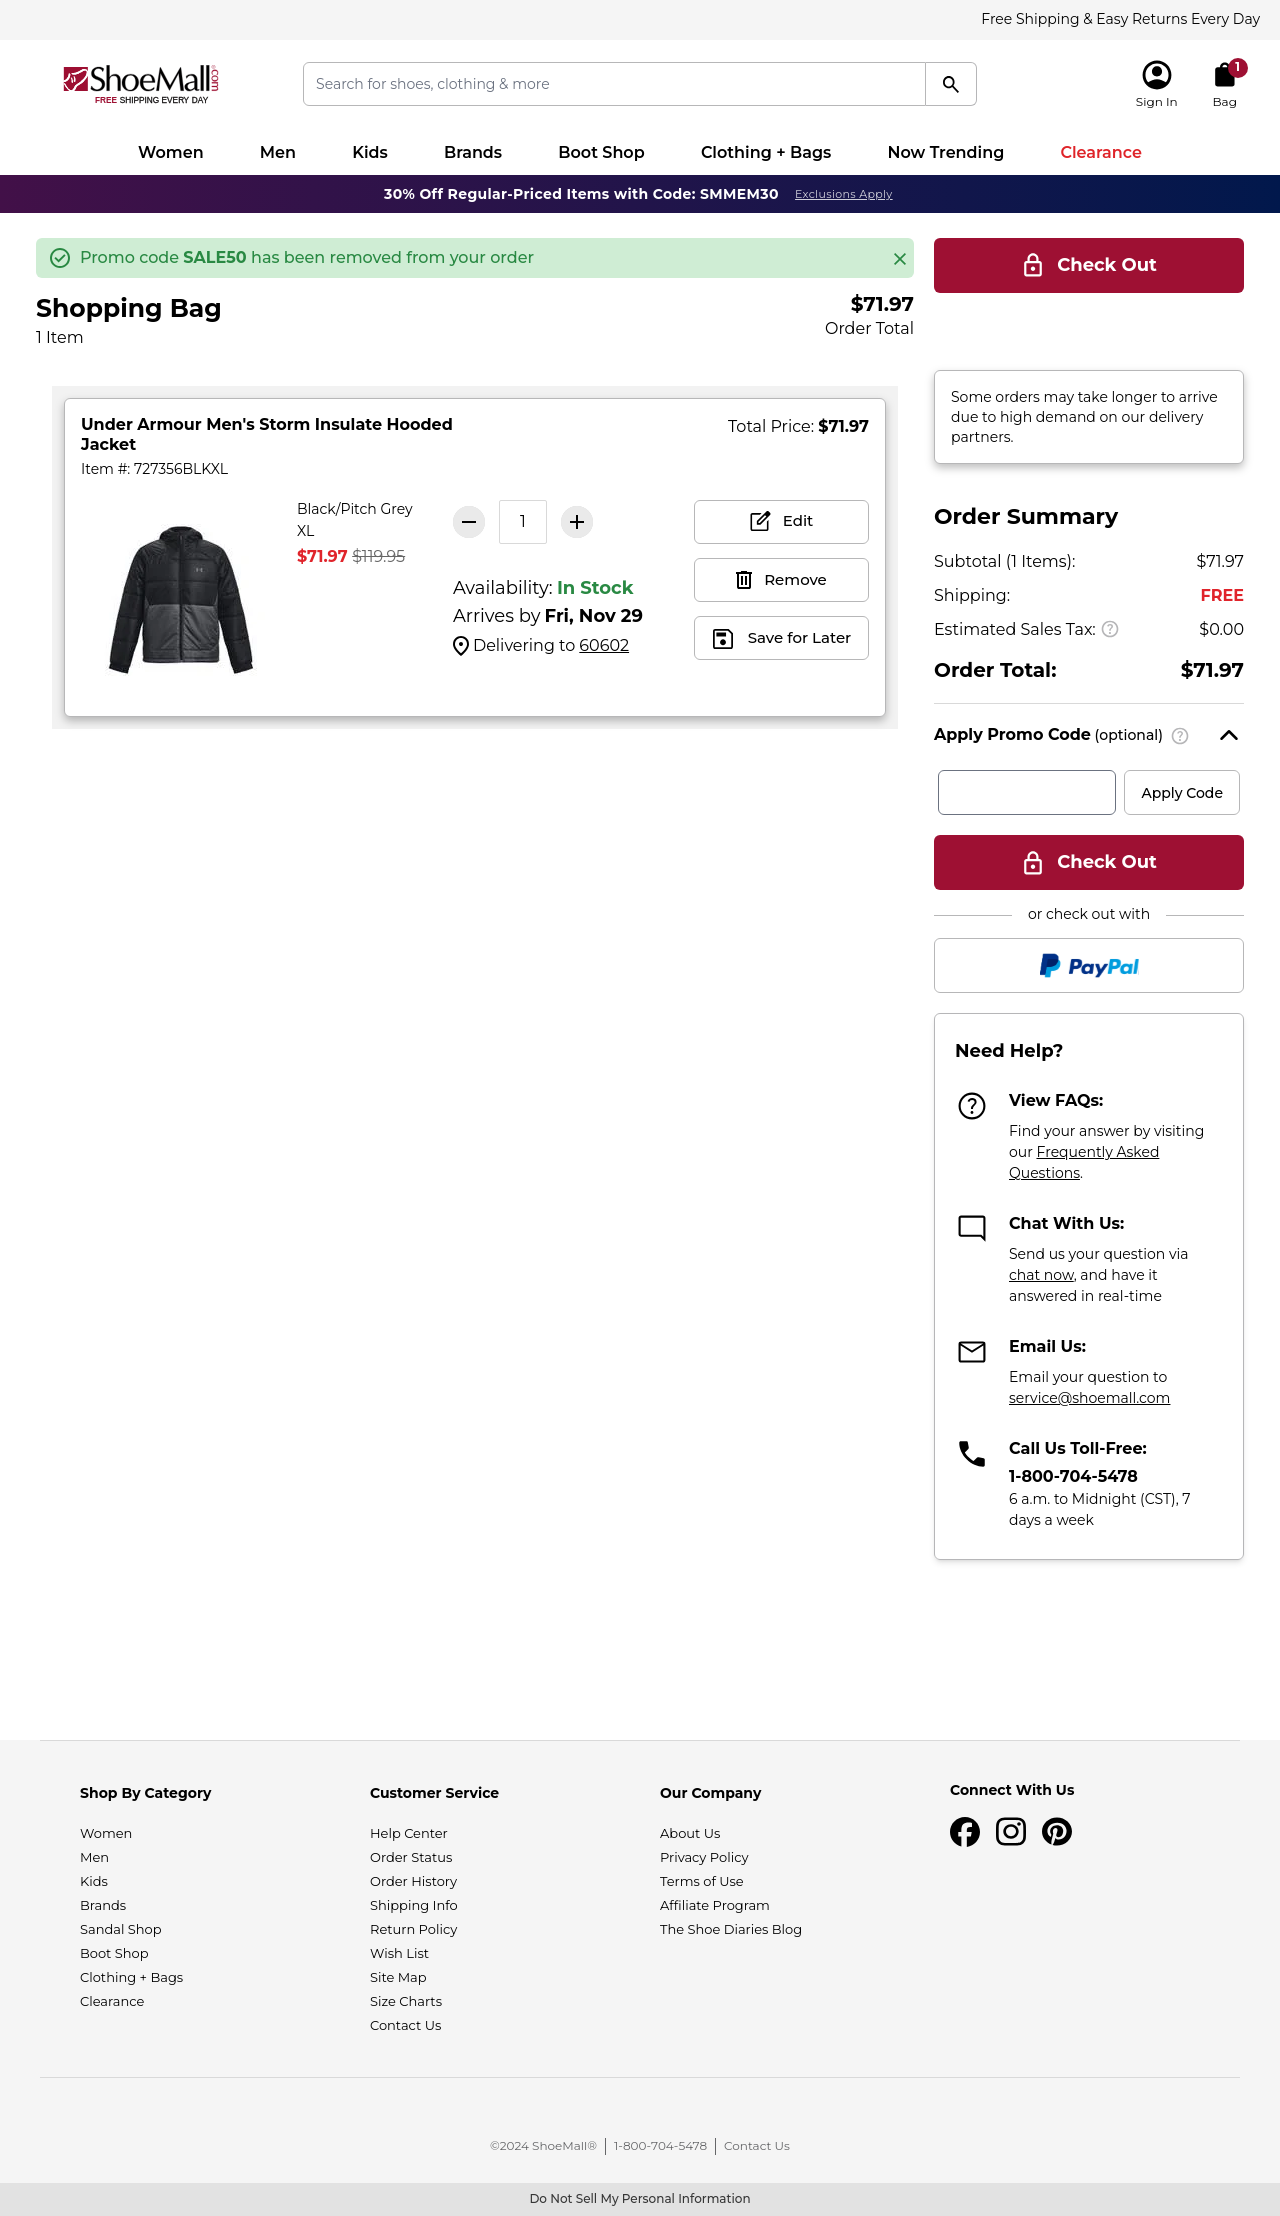 Free Shipping & Easy Returns Every Day
ShoeMall.com
FREE SHIPPING EVERY DAY
Search for shoes, clothing & more
1
Sign In
Bag
Women Men Kids Brands Boot Shop Clothing + Bags Now Trending Clearance
30% Off Regular-Priced Items with Code: SMMEM30 Exclusions Apply
Promo code SALE50 has been removed from your order
Check Out
Shopping Bag
1 Item
$71.97
Order Total
Some orders may take longer to arrive
due to high demand on our delivery
partners.
Under Armour Men's Storm Insulate Hooded
Jacket
Item #: 727356BLKXL
Total Price: $71.97
Black/Pitch Grey
XL
$71.97 $119.95
1
Availability: In Stock
Arrives by Fri, Nov 29
Delivering to 60602
Edit
Remove
Save for Later
Order Summary
Subtotal (1 Items): $71.97
Shipping: FREE
Estimated Sales Tax: ? $0.00
Order Total: $71.97
Apply Promo Code (optional) ?
Apply Code
Check Out
or check out with
PayPal
Need Help?
View FAQs:
Find your answer by visiting
our Frequently Asked
Questions.
Chat With Us:
Send us your question via
chat now, and have it
answered in real-time
Email Us:
Email your question to
service@shoemall.com
Call Us Toll-Free:
1-800-704-5478
6 a.m. to Midnight (CST), 7
days a week
Shop By Category
Women
Men
Kids
Brands
Sandal Shop
Boot Shop
Clothing + Bags
Clearance
Customer Service
Help Center
Order Status
Order History
Shipping Info
Return Policy
Wish List
Site Map
Size Charts
Contact Us
Our Company
About Us
Privacy Policy
Terms of Use
Affiliate Program
The Shoe Diaries Blog
Connect With Us
©2024 ShoeMall® | 1-800-704-5478 | Contact Us
Do Not Sell My Personal Information